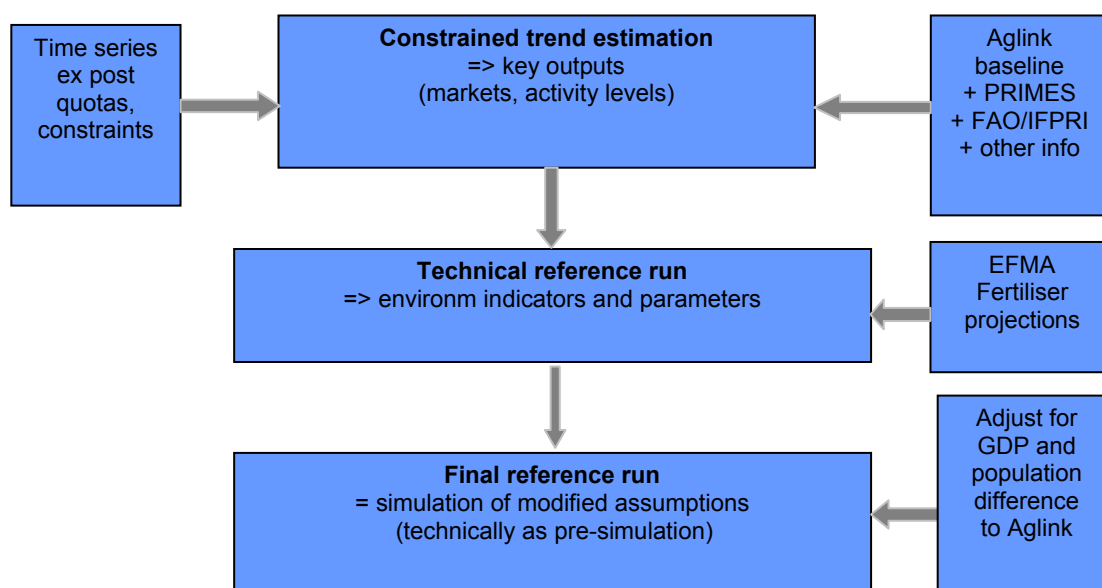 Time series
ex post
quotas,
constraints
Constrained trend estimation
=> key outputs
(markets, activity levels)
Aglink
baseline
+ PRIMES
+ FAO/IFPRI
+ other info
Technical reference run
=> environm indicators and parameters
EFMA
Fertiliser
projections
Final reference run
= simulation of modified assumptions
(technically as pre-simulation)
Adjust for
GDP and
population
difference
to Aglink